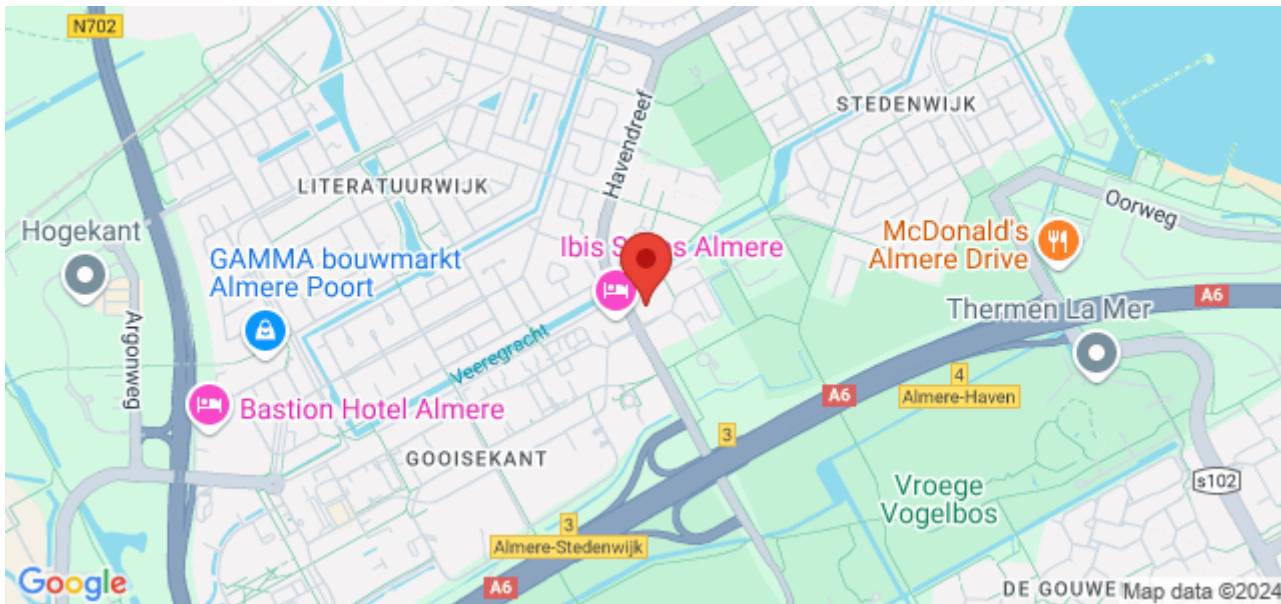 N702
STEDENWIJK
Havendreef
LITERATUURWIJK
Oorweg
Hogekant
McDonald's
Almere Drive
GAMMA bouwmarkt
Almere Poort
Ibis S s Almere
A6
Thermen La Mer
Argonweg
Veeregracht
4
Almere-Haven
A6
Bastion Hotel Almere
3
GOOISEKANT
s102
Vroege
Vogelbos
3
Almere-Stedenwijk
A6
Google
DE GOUWE
Map data ©2024